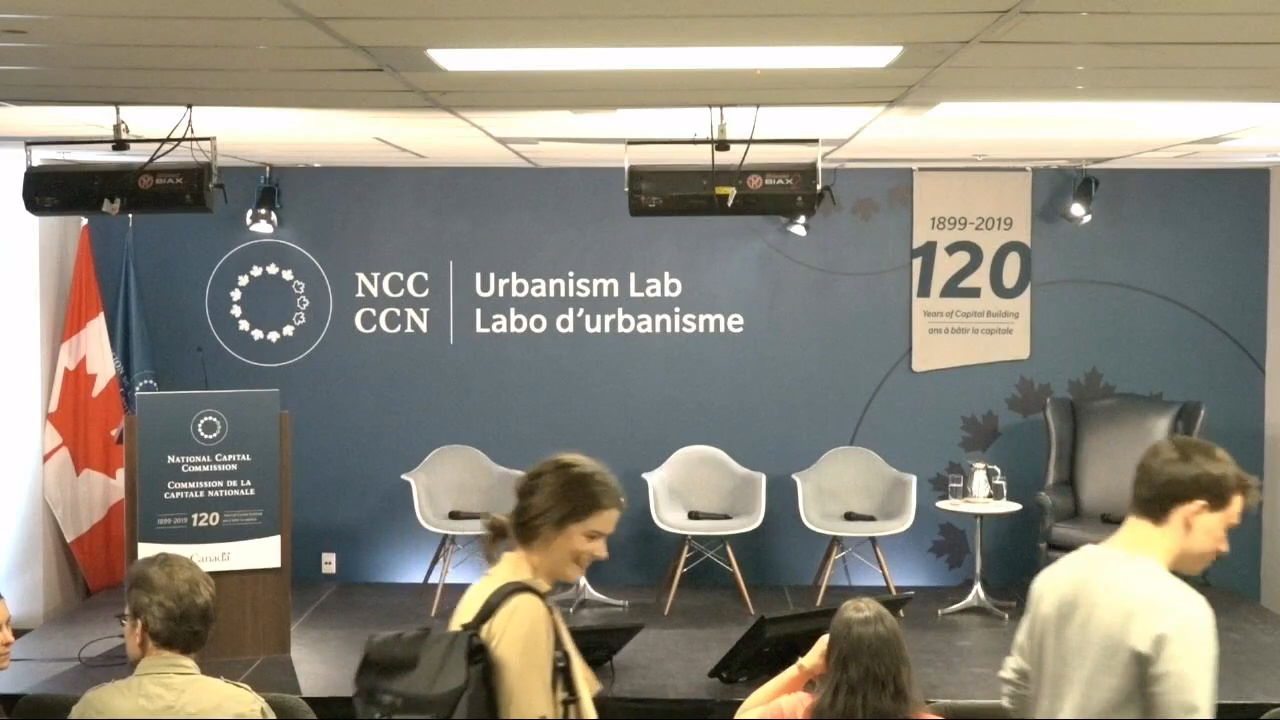 BIAX
BIAX
NCC
CCN
Urbanism Lab
Labo d'urbanisme
1899-2019
120
Years of Capital Building
ans à bâtir la capitale
NATIONAL CAPITAL
COMMISSION
COMMISSION DE LA
CAPITALE NATIONALE
1899-2019 120
Canada